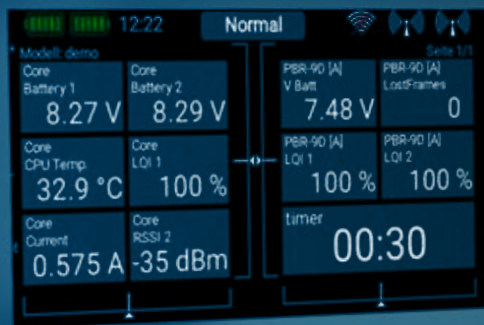 12:22 Normal
Modell: demo
Seite 1/1
Core
Battery 1
8.27 V
Core
Battery 2
8.29 V
PBR-9D [A]
V Batt
7.48 V
PBR-9D [A]
LostFrames
0
Core
CPU Temp.
32.9 °C
Core
LQI 1
100 %
PBR-9D [A]
LQI 1
100 %
PBR-9D [A]
LQI 2
100 %
Core
Current
0.575 A
Core
RSSI 2
-35 dBm
timer
00:30